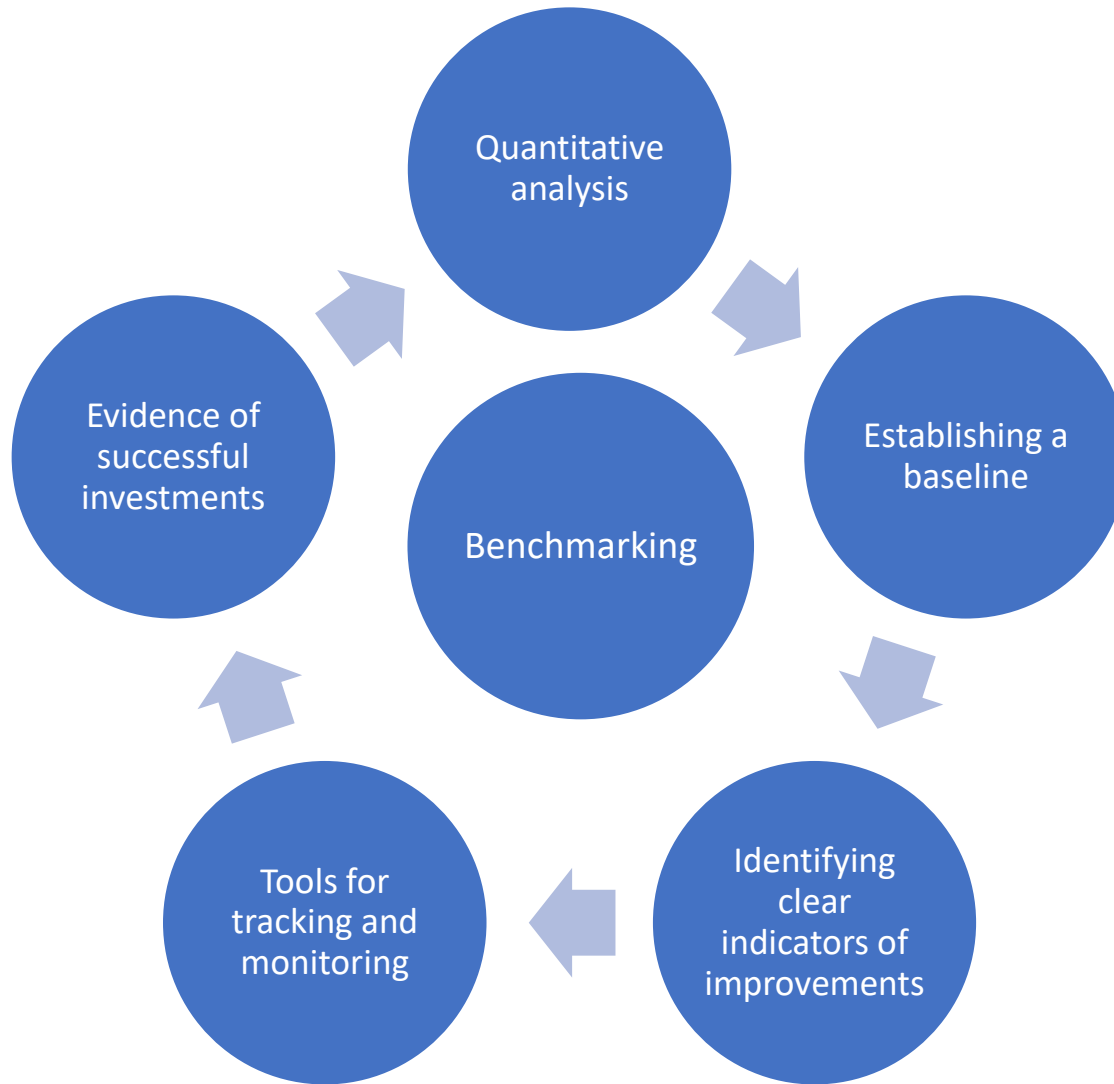 Quantitative
analysis
Establishing a
baseline
Identifying
clear
indicators of
improvements
Tools for
tracking and
monitoring
Evidence of
successful
investments
Benchmarking